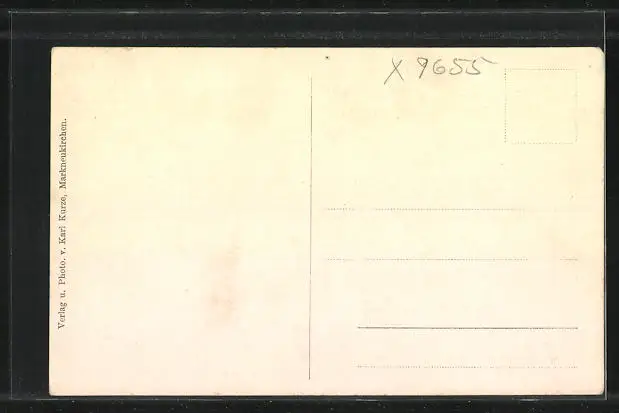 X 9655
Verlag u. Photo. v. Karl Kurze, Markneukirchen.